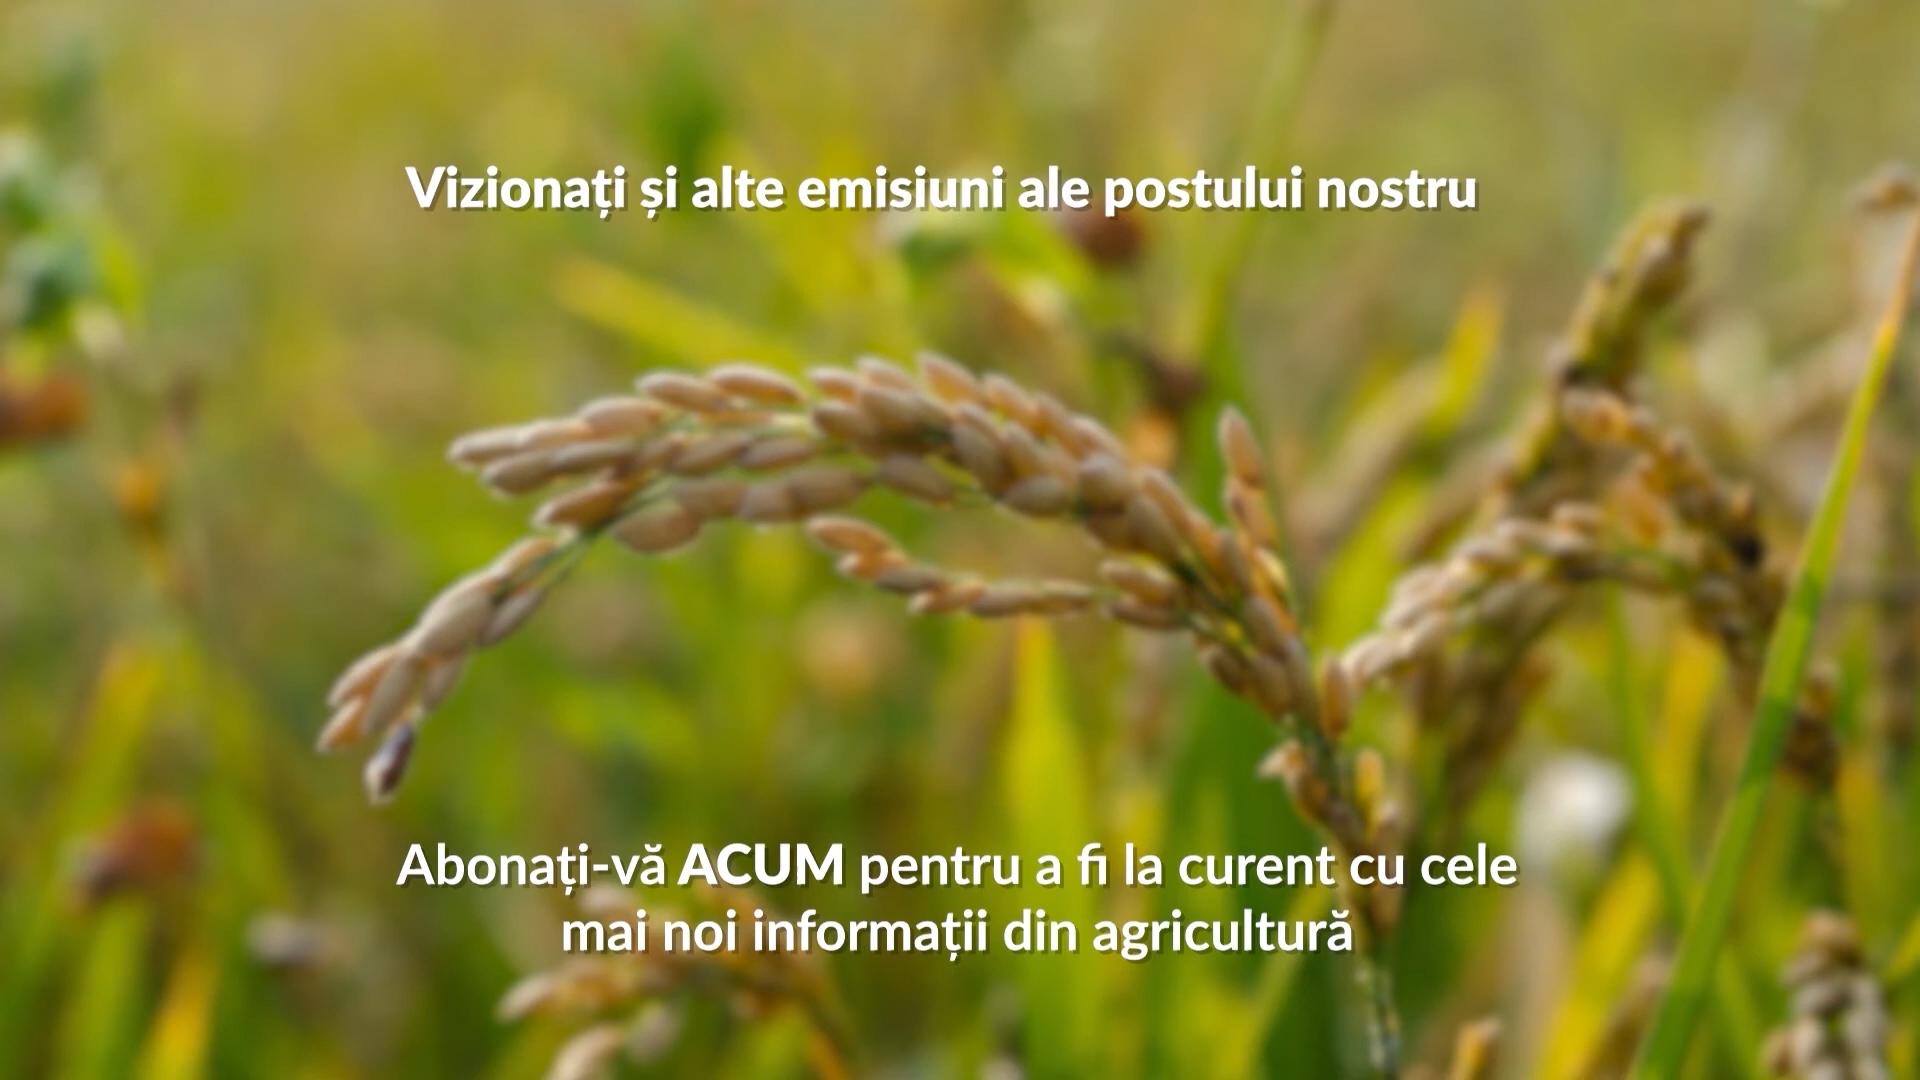 Vizionați și alte emisiuni ale postului nostru
Abonați-vă ACUM pentru a fi la curent cu cele
mai noi informații din agricultură